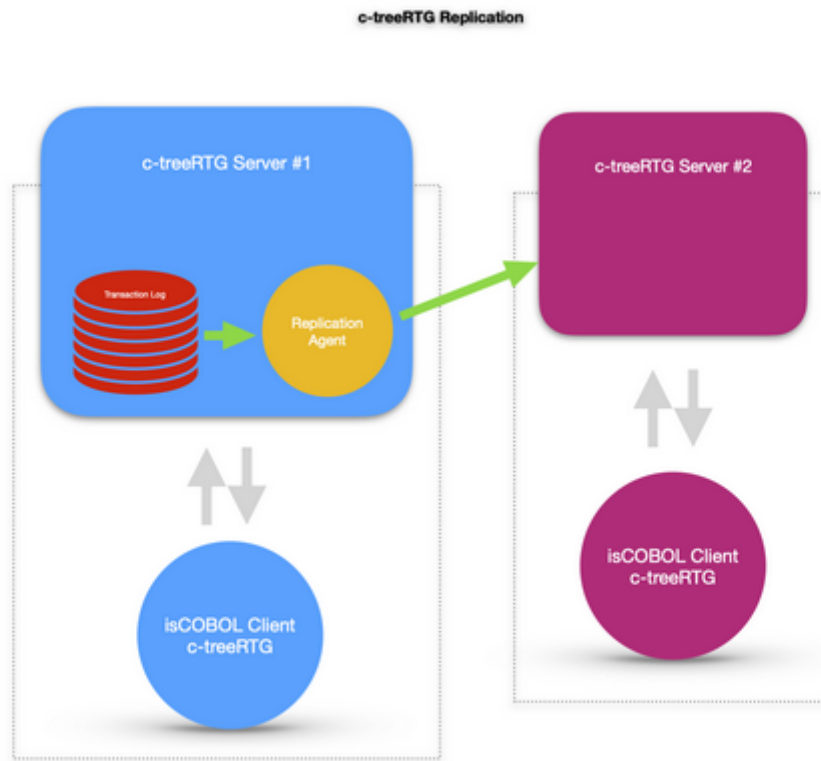 c-treeRTG Replication
c-treeRTG Server #1
c-treeRTG Server #2
Transaction Log
Replication
Agent
isCOBOL Client
c-treeRTG
isCOBOL Client
c-treeRTG